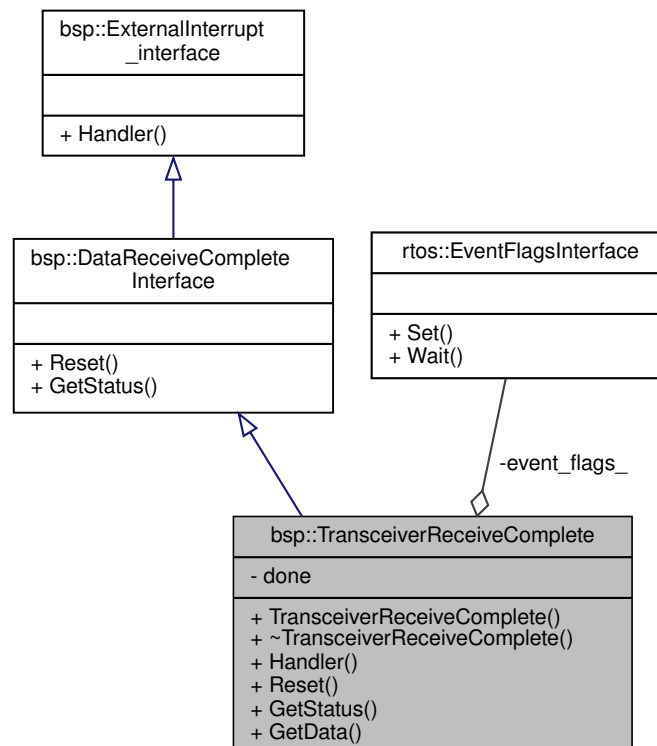 bsp::ExternalInterrupt
_interface
+ Handler()
bsp::DataReceiveComplete
Interface
+ Reset()
+ GetStatus()
rtos::EventFlagsInterface
+ Set()
+ Wait()
-event_flags_
bsp::TransceiverReceiveComplete
- done
+ TransceiverReceiveComplete()
+ ~TransceiverReceiveComplete()
+ Handler()
+ Reset()
+ GetStatus()
+ GetData()